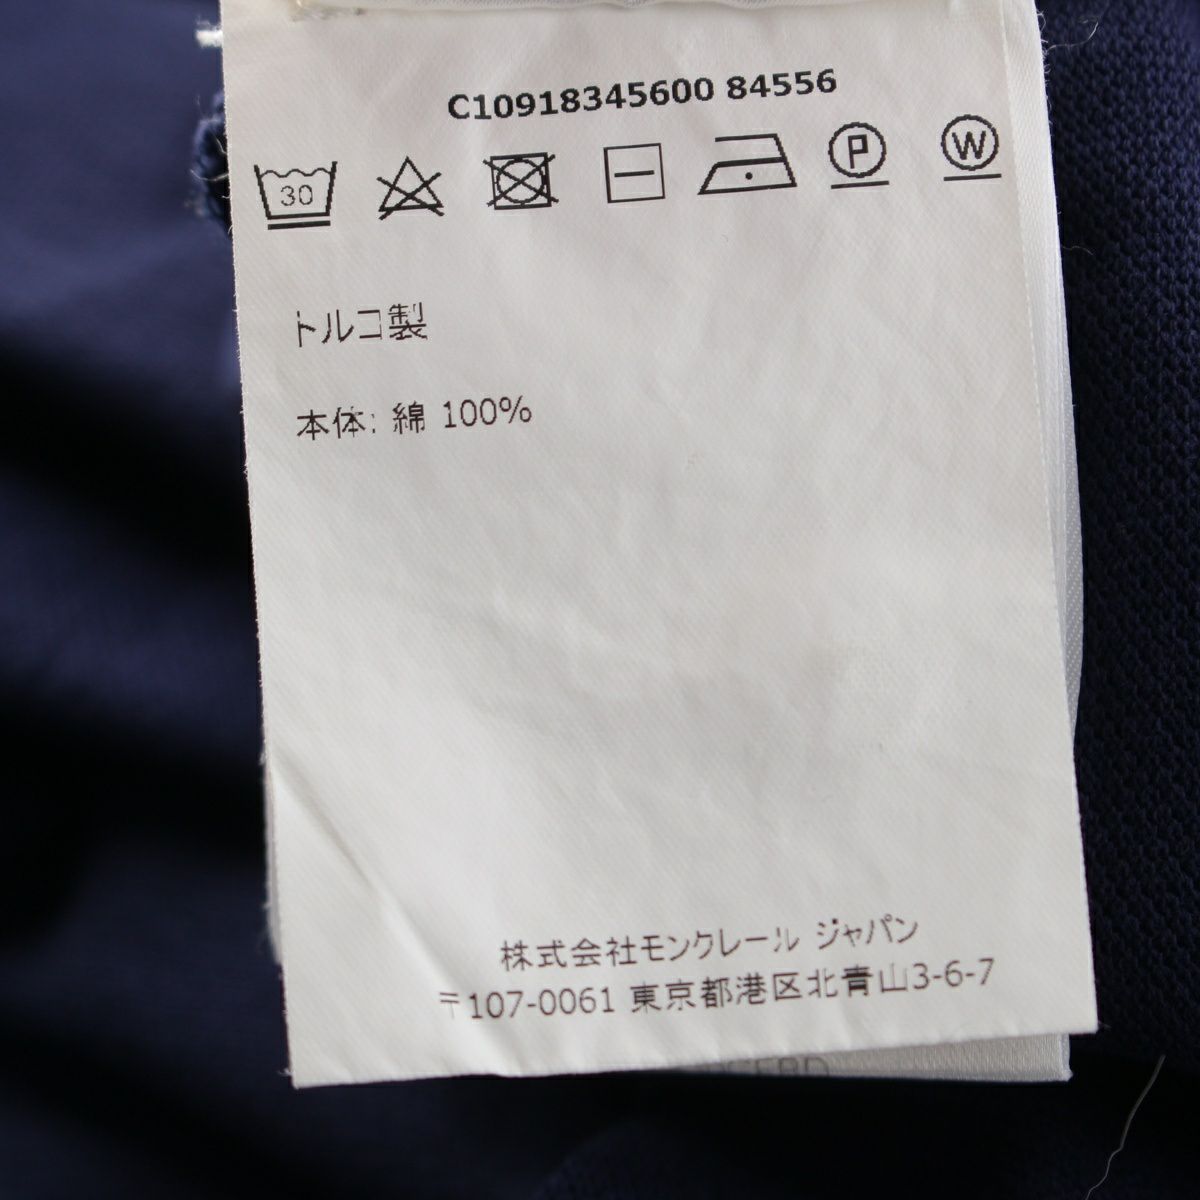 C10918345600 84556
30 P W
トルコ製
本体: 綿 100%
株式会社モンクレール ジャパン
〒107-0061 東京都港区北青山3-6-7